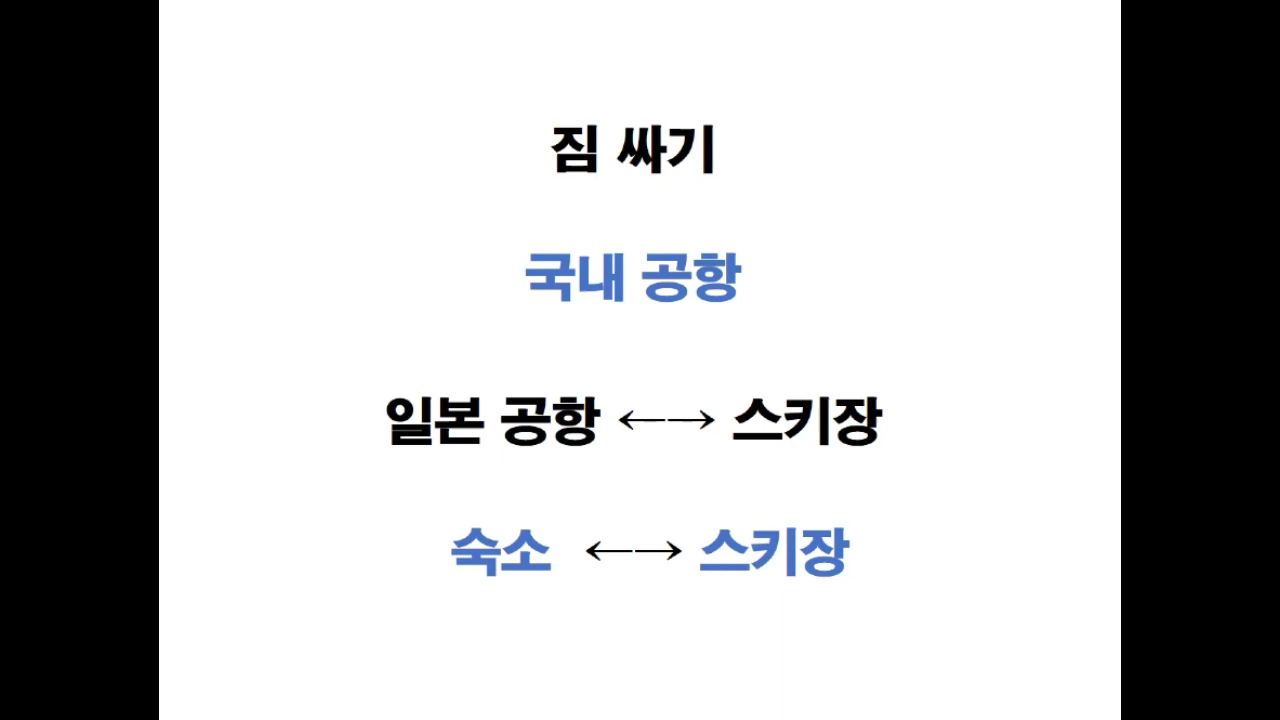 짐 싸기
국내 공항
일본 공항 ←→ 스키장
숙소 ←→ 스키장